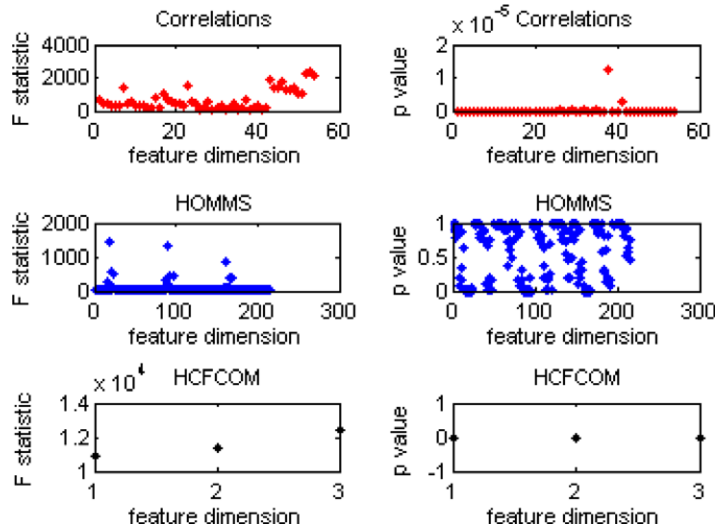 Correlations
4000
2000
0
F statistic
0 20 40 60
feature dimension
× 10⁻⁵ Correlations
2
1
0
p value
0 20 40 60
feature dimension
HOMMS
2000
1000
0
F statistic
0 100 200 300
feature dimension
HOMMS
1
0.5
0
p value
0 100 200 300
feature dimension
× 10⁴ HCFCOM
1.4
1.2
1
F statistic
1 2 3
feature dimension
HCFCOM
1
0
-1
p value
1 2 3
feature dimension